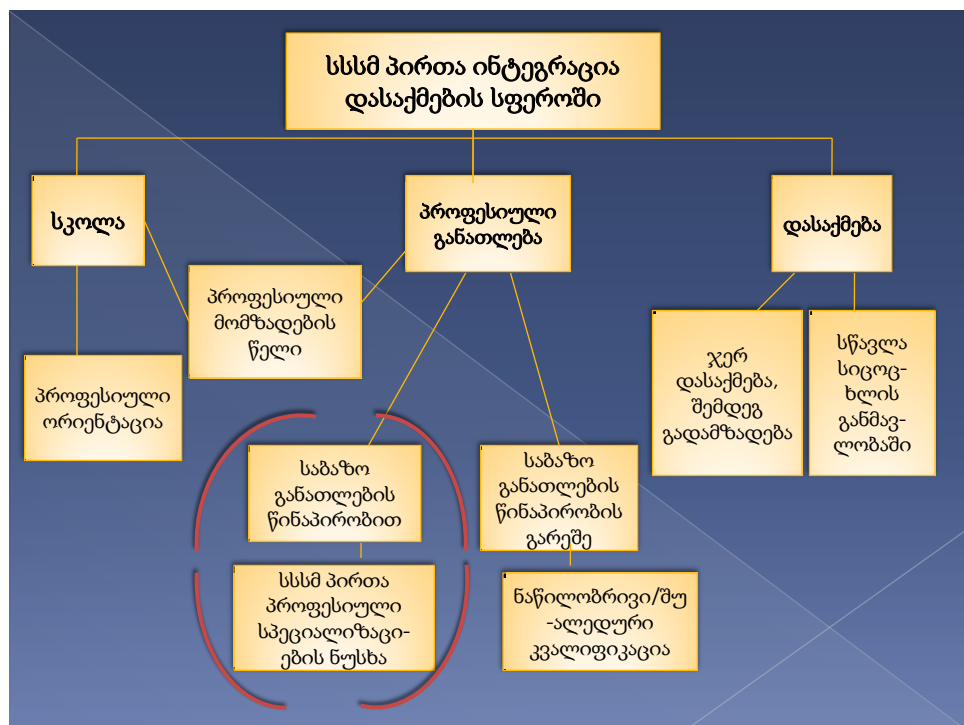 სსსმ პირთა ინტეგრაცია
დასაქმების სფეროში
სკოლა
პროფესიული
განათლება
დასაქმება
პროფესიული
მომზადების
წელი
პროფესიული
ორიენტაცია
ჯერ
დასაქმება,
შემდეგ
გადამზადება
სწავლა
სიცოც-
ხლის
განმავ-
ლობაში
საბაზო
განათლების
წინაპირობით
საბაზო
განათლების
წინაპირობის
გარეშე
სსსმ პირთა
პროფესიული
სპეციალიზაცი-
ების ნუსხა
ნაწილობრივი/შუ
-ალედური
კვალიფიკაცია